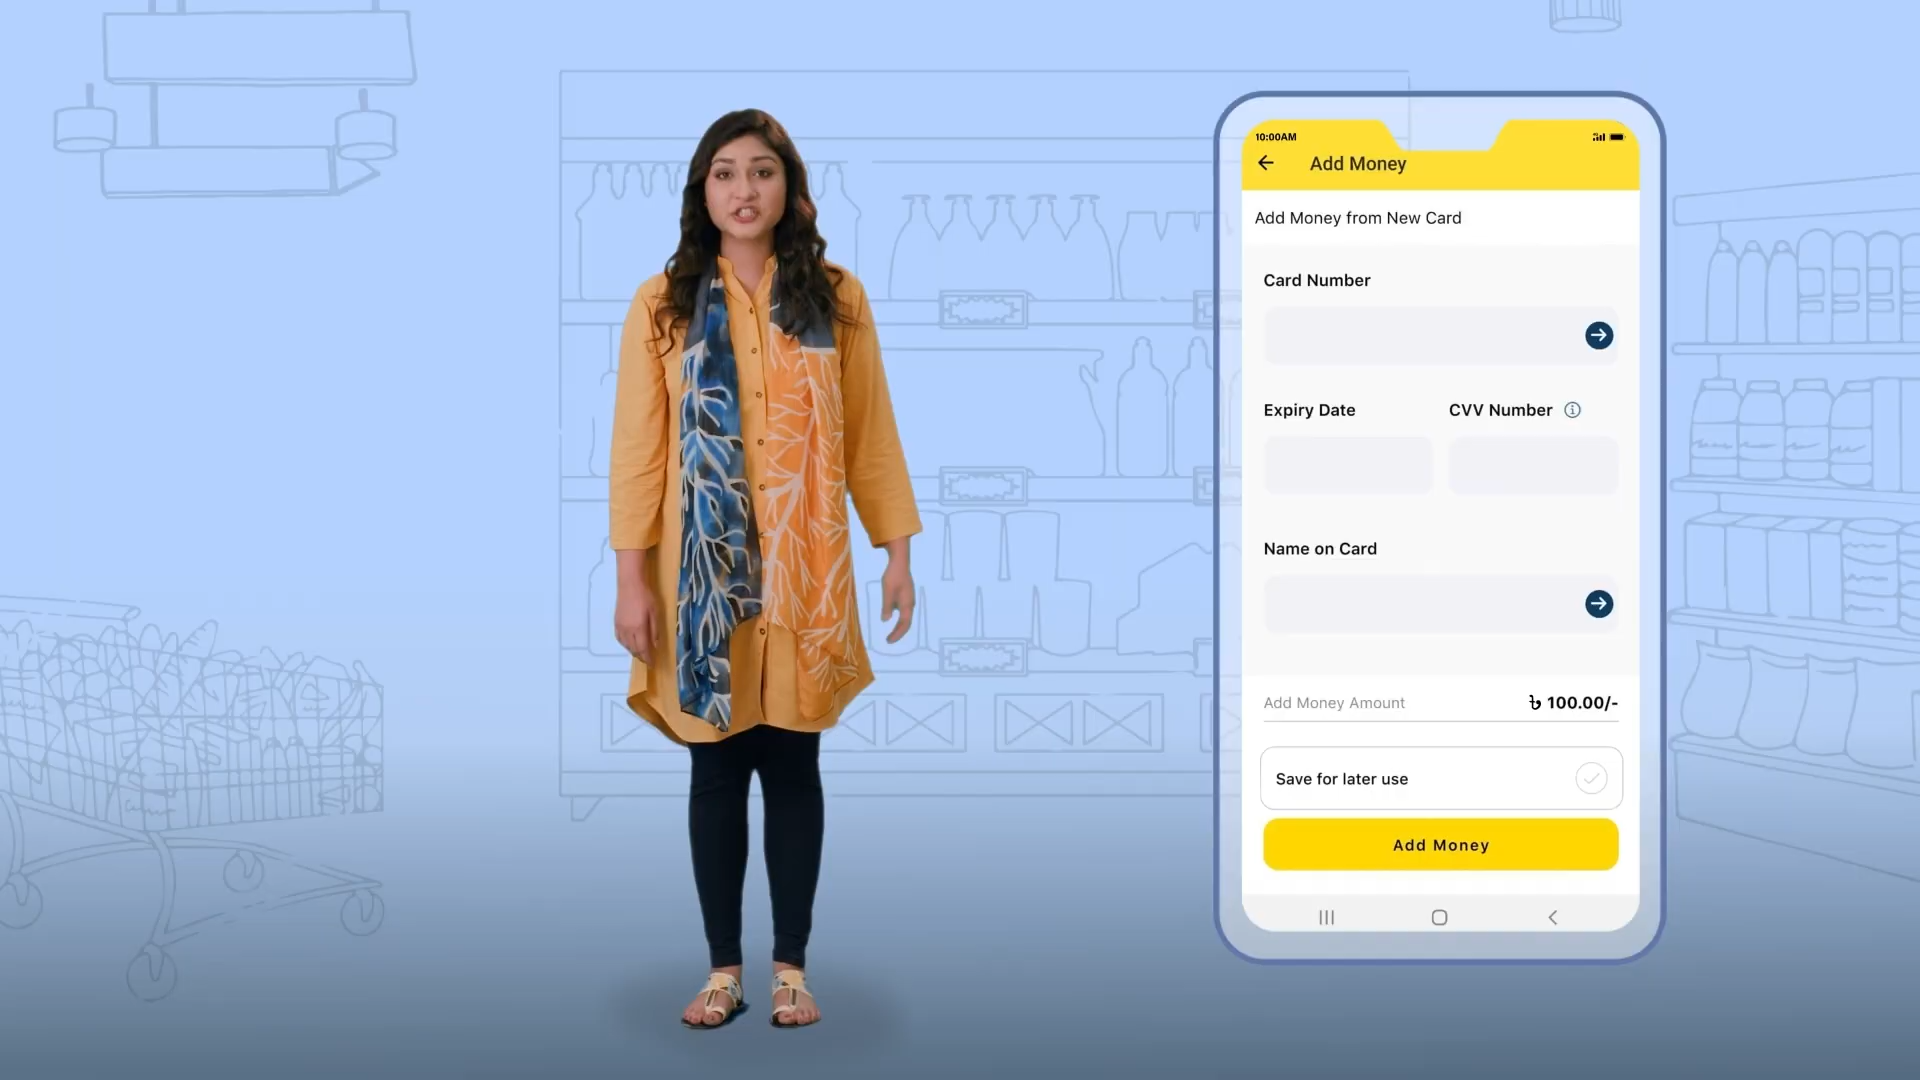 10:00AM
Add Money
Add Money from New Card
Card Number
Expiry Date
CVV Number
Name on Card
Add Money Amount
৳ 100.00/-
Save for later use
Add Money